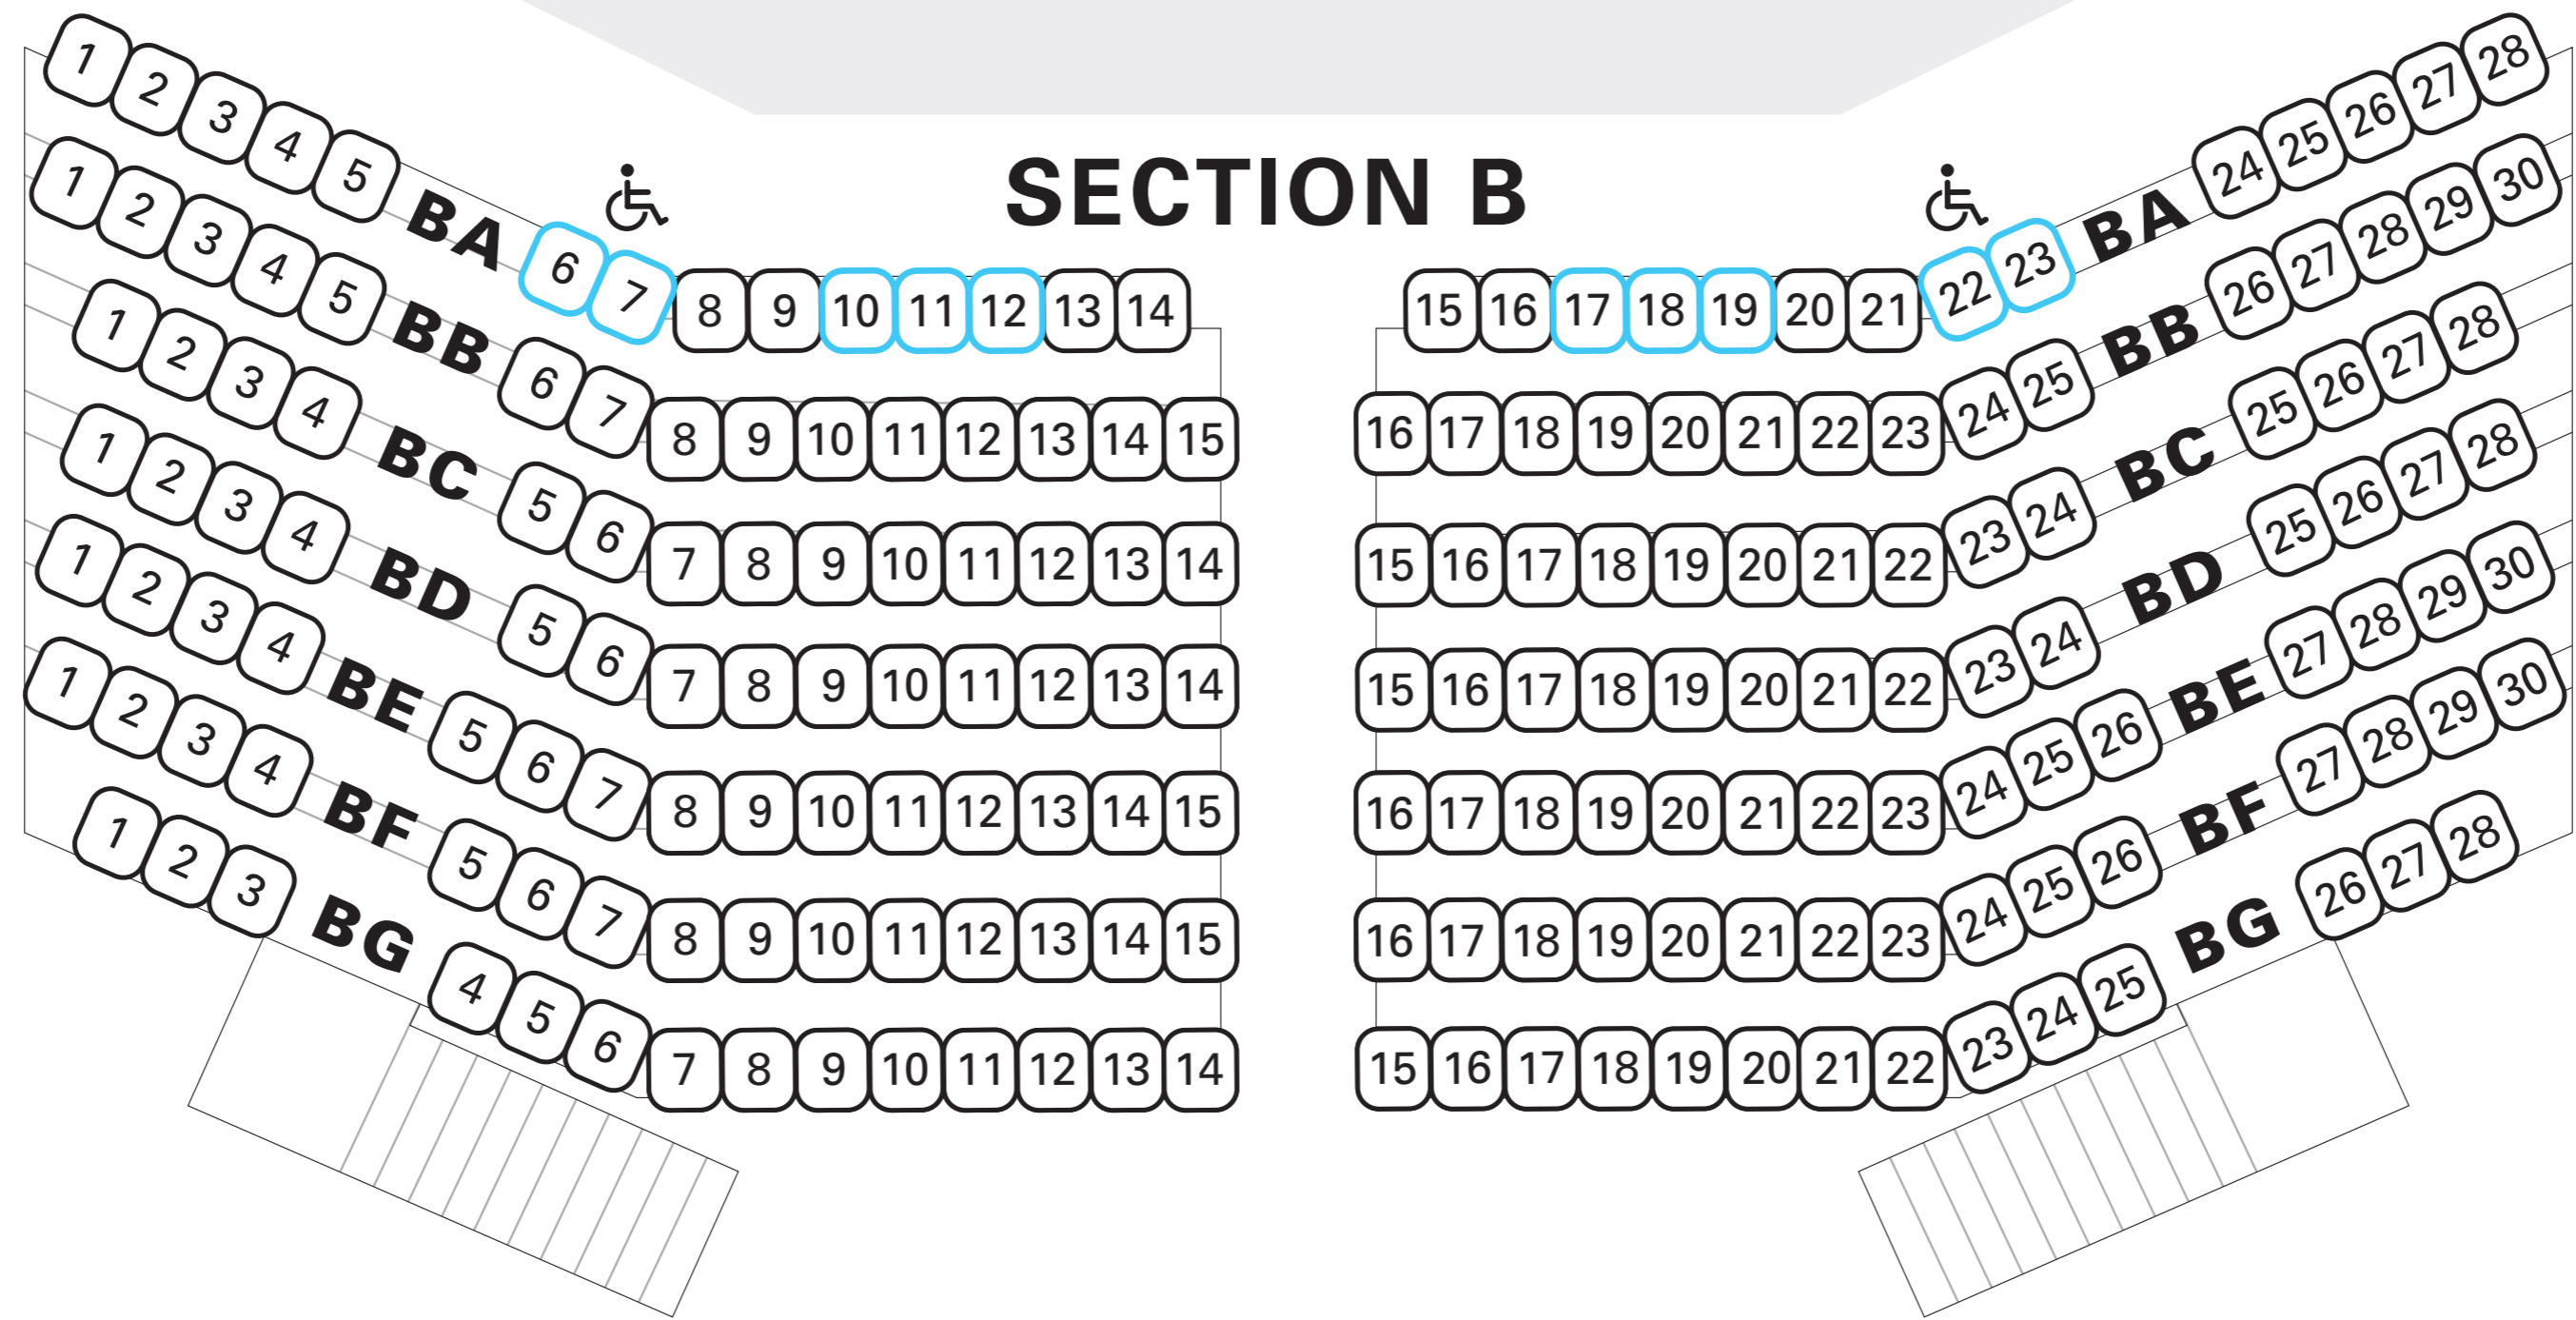 SECTION B
1 2 3 4 5 BA 6 7 8 9 10 11 12 13 14 15 16 17 18 19 20 21 22 23 BA 24 25 26 27 28
1 2 3 4 5 BB 6 7 8 9 10 11 12 13 14 15 16 17 18 19 20 21 22 23 24 25 BB 26 27 28 29 30
1 2 3 4 BC 5 6 7 8 9 10 11 12 13 14 15 16 17 18 19 20 21 22 23 24 BC 25 26 27 28
1 2 3 4 BD 5 6 7 8 9 10 11 12 13 14 15 16 17 18 19 20 21 22 23 24 BD 25 26 27 28
1 2 3 4 BE 5 6 7 8 9 10 11 12 13 14 15 16 17 18 19 20 21 22 23 24 25 26 BE 27 28 29 30
1 2 3 4 BF 5 6 7 8 9 10 11 12 13 14 15 16 17 18 19 20 21 22 23 24 25 26 BF 27 28 29 30
1 2 3 BG 4 5 6 7 8 9 10 11 12 13 14 15 16 17 18 19 20 21 22 23 24 25 BG 26 27 28